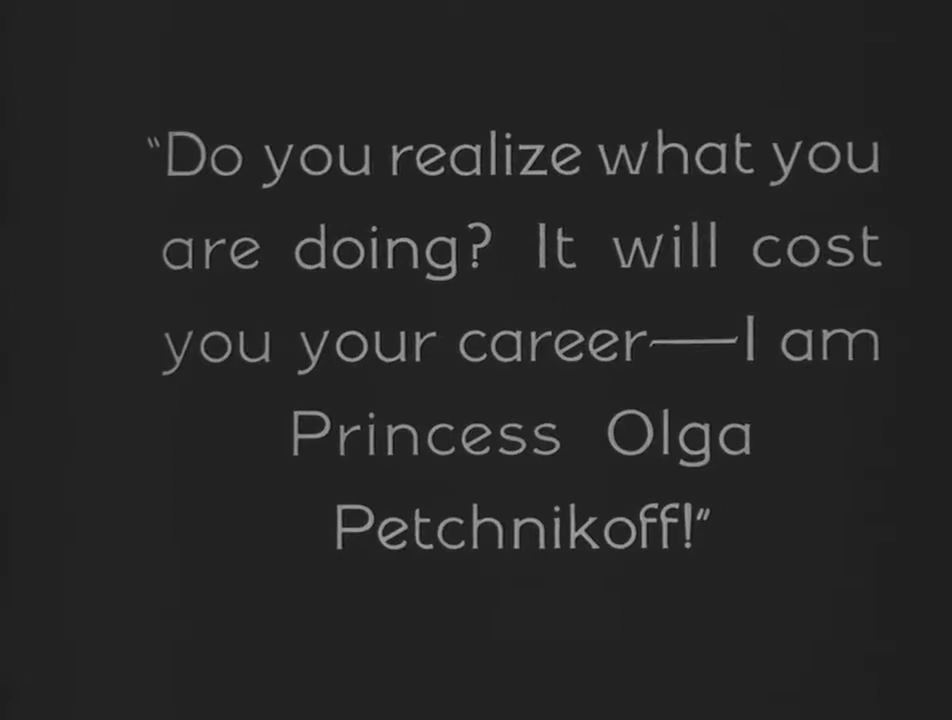 "Do you realize what you
are doing? It will cost
you your career—I am
Princess Olga
Petchnikoff!"